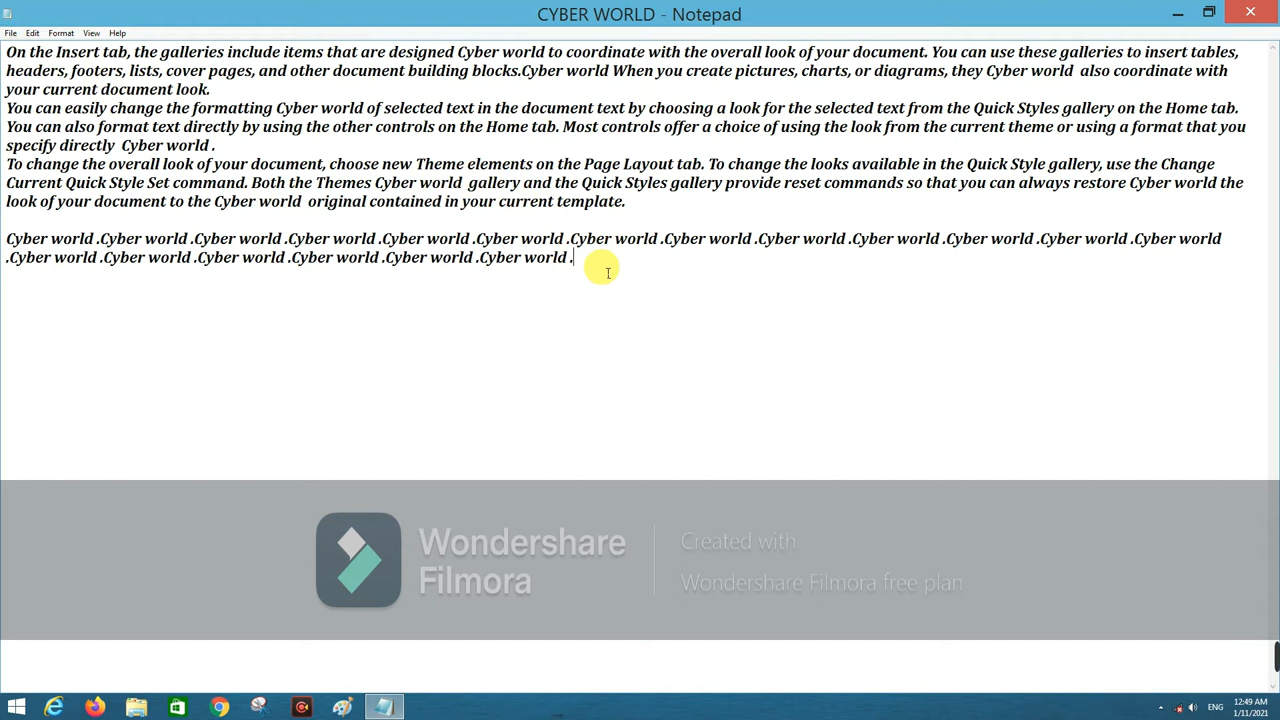 CYBER WORLD - Notepad
File Edit Format View Help
On the Insert tab, the galleries include items that are designed Cyber world to coordinate with the overall look of your document. You can use these galleries to insert tables,
headers, footers, lists, cover pages, and other document building blocks.Cyber world When you create pictures, charts, or diagrams, they Cyber world  also coordinate with
your current document look.
You can easily change the formatting Cyber world of selected text in the document text by choosing a look for the selected text from the Quick Styles gallery on the Home tab.
You can also format text directly by using the other controls on the Home tab. Most controls offer a choice of using the look from the current theme or using a format that you
specify directly  Cyber world .
To change the overall look of your document, choose new Theme elements on the Page Layout tab. To change the looks available in the Quick Style gallery, use the Change
Current Quick Style Set command. Both the Themes Cyber world  gallery and the Quick Styles gallery provide reset commands so that you can always restore Cyber world the
look of your document to the Cyber world  original contained in your current template.
Cyber world .Cyber world .Cyber world .Cyber world .Cyber world .Cyber world .Cyber world .Cyber world .Cyber world .Cyber world .Cyber world .Cyber world .Cyber world
.Cyber world .Cyber world .Cyber world .Cyber world .Cyber world .Cyber world .
Wondershare
Filmora
Created with
Wondershare Filmora free plan
ENG
12:49 AM
1/11/2021